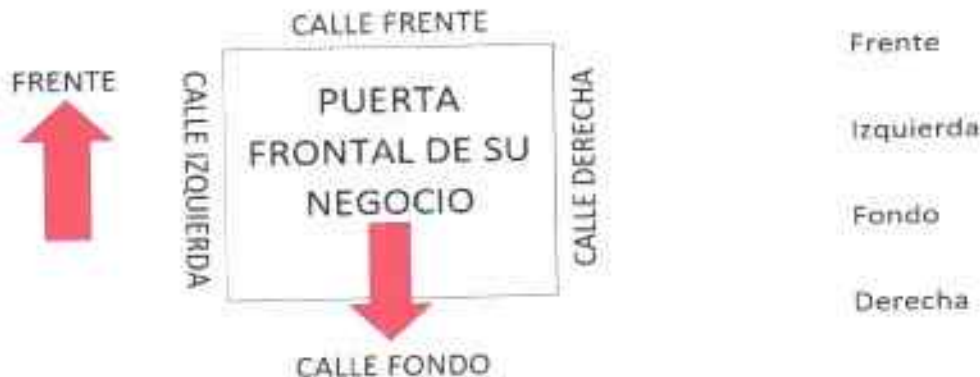 CALLE FRENTE
FRENTE
CALLE IZQUIERDA
PUERTA
FRONTAL DE SU
NEGOCIO
CALLE DERECHA
CALLE FONDO
Frente
Izquierda
Fondo
Derecha